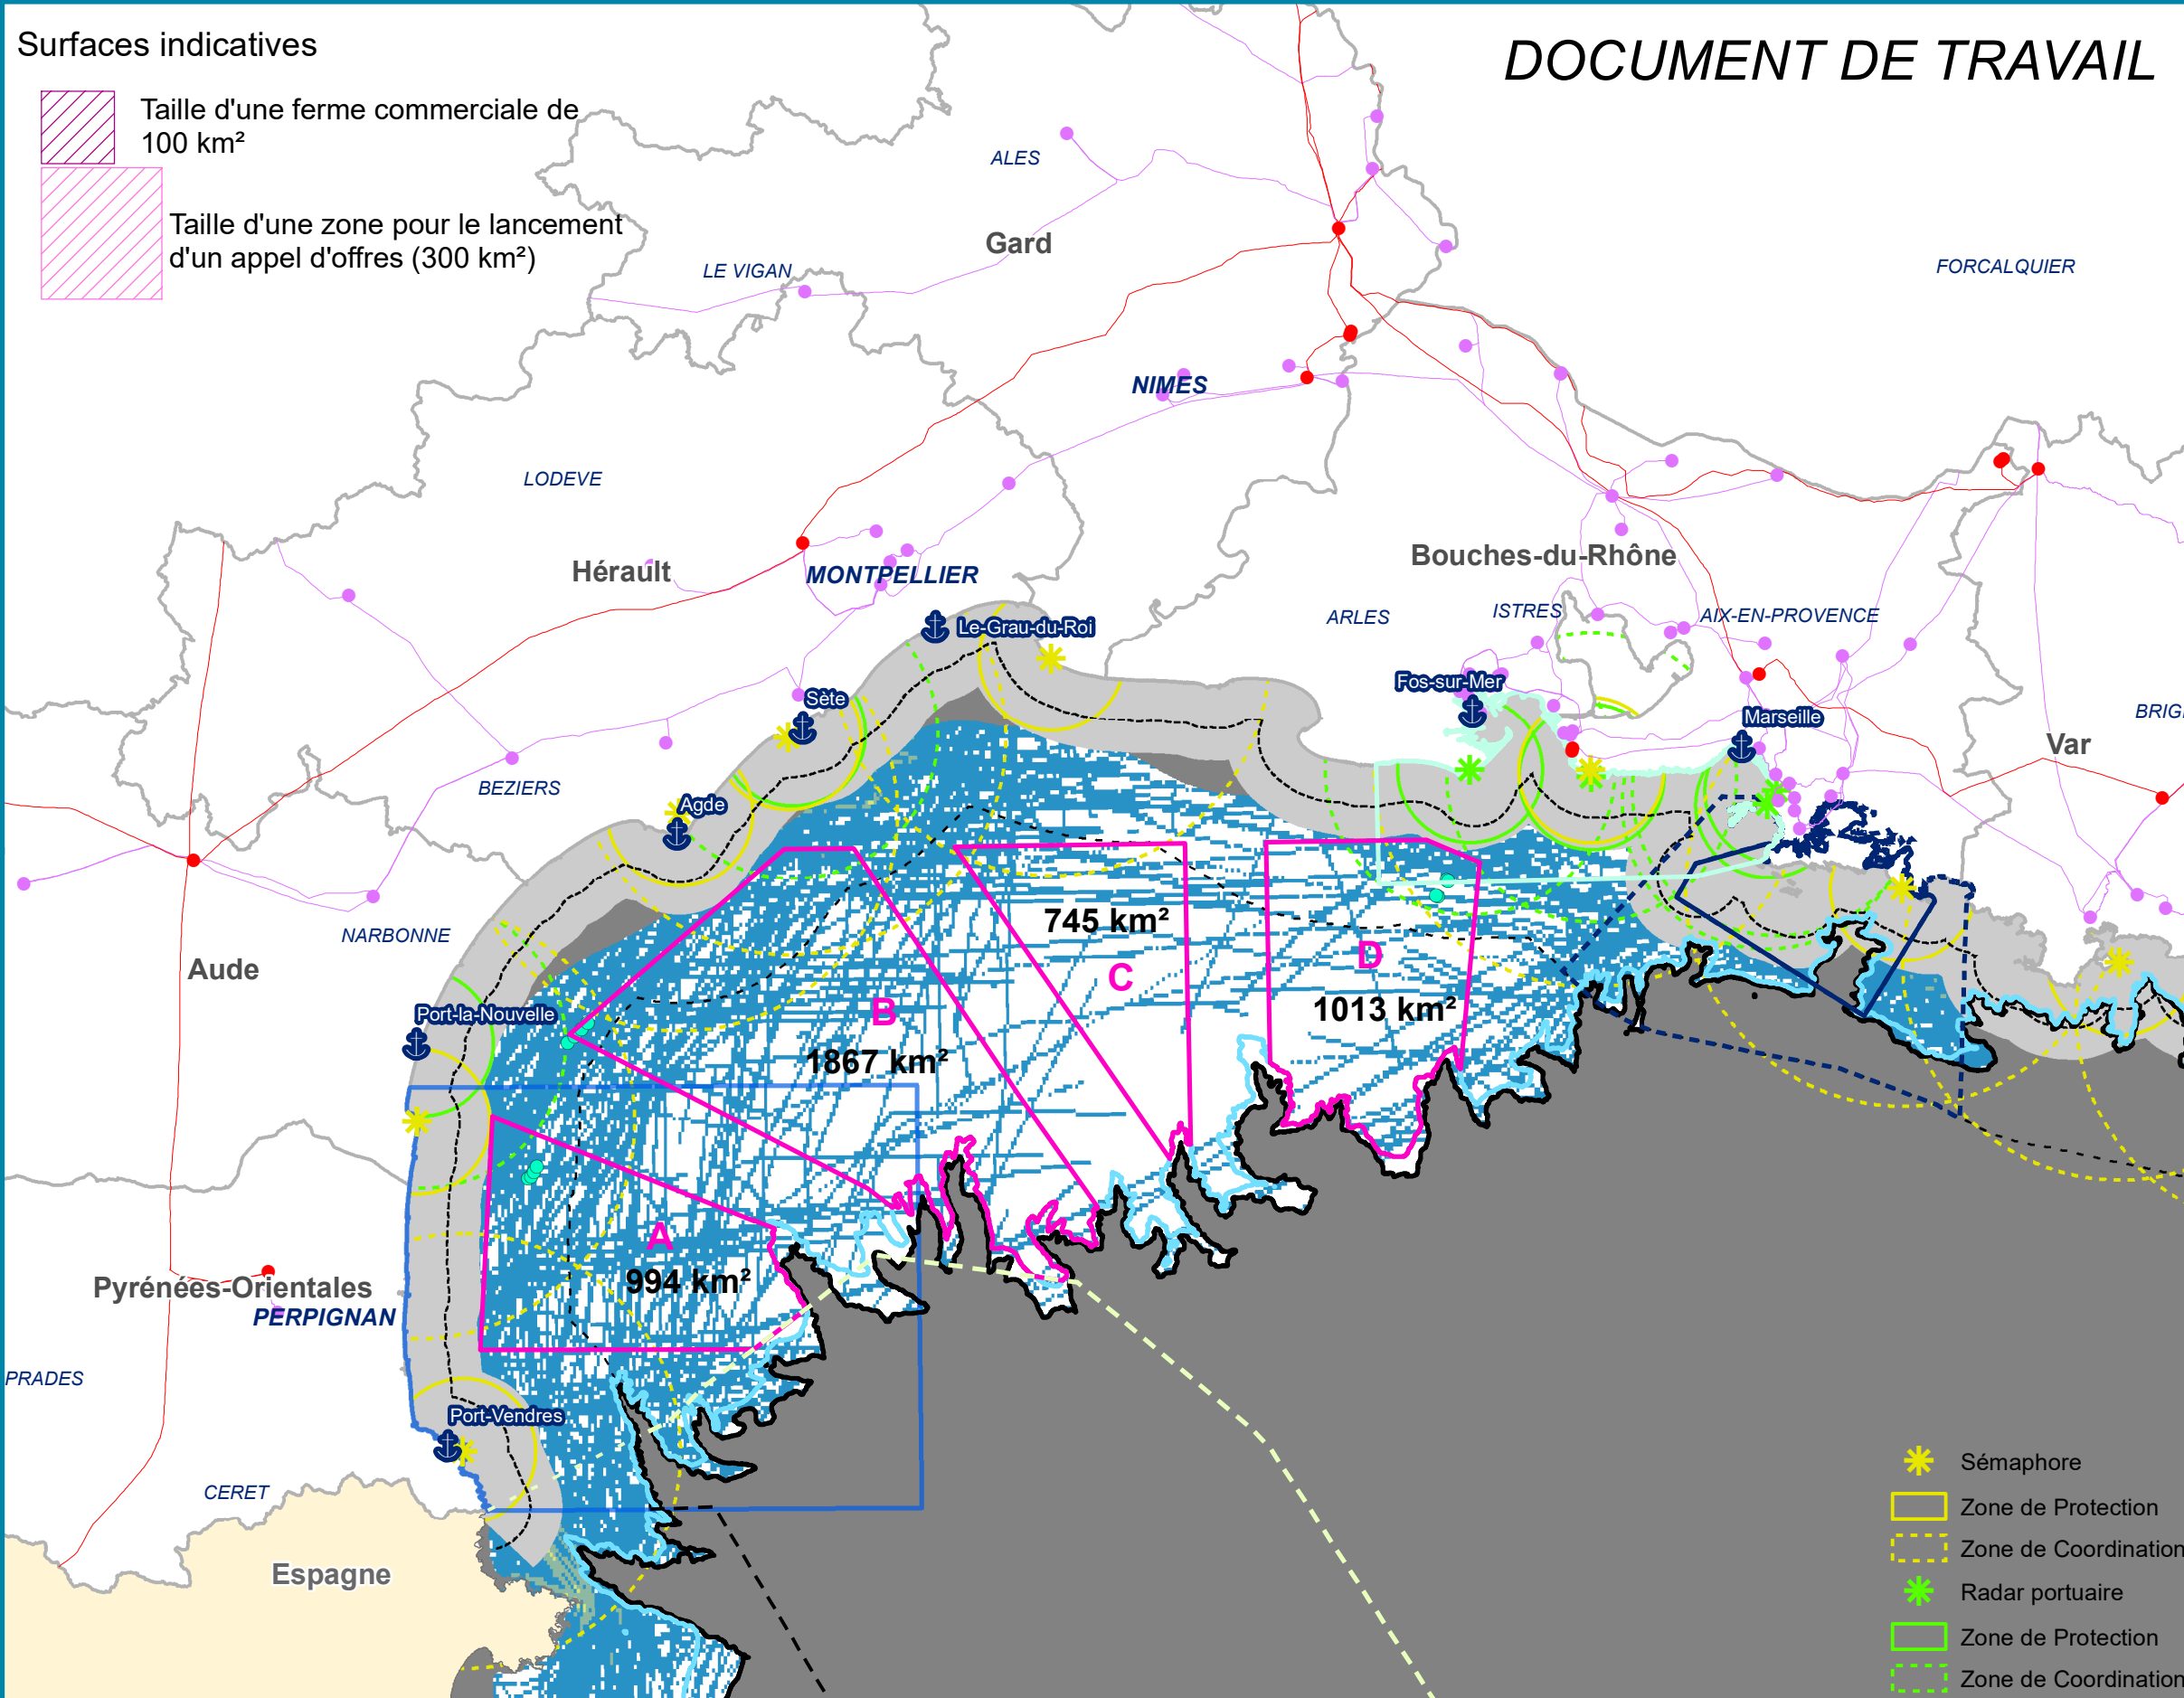 Surfaces indicatives
DOCUMENT DE TRAVAIL
Taille d'une ferme commerciale de
100 km²
Taille d'une zone pour le lancement
d'un appel d'offres (300 km²)
ALES
Gard
LE VIGAN
FORCALQUIER
NIMES
LODEVE
Hérault
MONTPELLIER
Bouches-du-Rhône
ARLES
ISTRES
AIX-EN-PROVENCE
Le-Grau-du-Roi
Fos-sur-Mer
Sète
Marseille
BRIG
Var
BEZIERS
Agde
NARBONNE
Aude
745 km²
C
D
1013 km²
Port-la-Nouvelle
B
1867 km²
A
994 km²
Pyrénées-Orientales
PERPIGNAN
PRADES
Port-Vendres
CERET
Espagne
Sémaphore
Zone de Protection
Zone de Coordination
Radar portuaire
Zone de Protection
Zone de Coordination